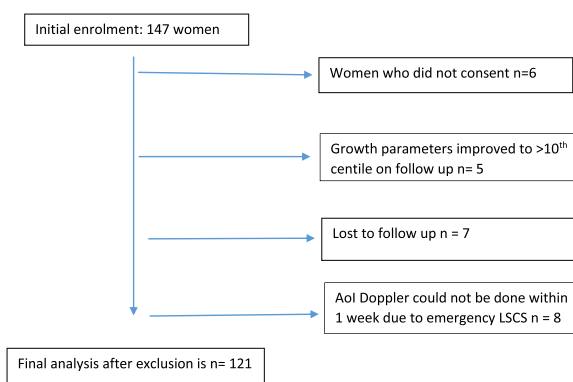 Initial enrolment: 147 women
Women who did not consent n=6
Growth parameters improved to >10th
centile on follow up n= 5
Lost to follow up n = 7
AoI Doppler could not be done within
1 week due to emergency LSCS n = 8
Final analysis after exclusion is n= 121